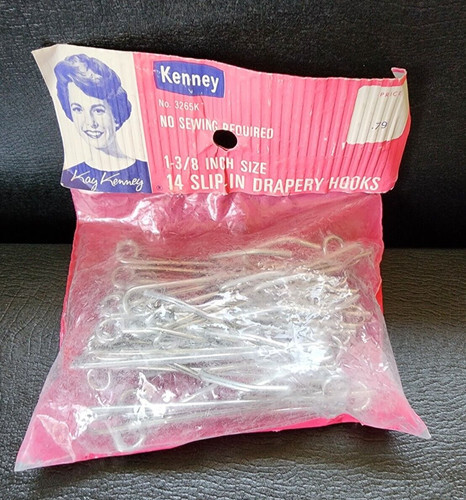 Kenney
No. 3265K
NO SEWING REQUIRED
1-3/8 INCH SIZE
14 SLIP-IN DRAPERY HOOKS
Kay Kenney
PRICE
.79